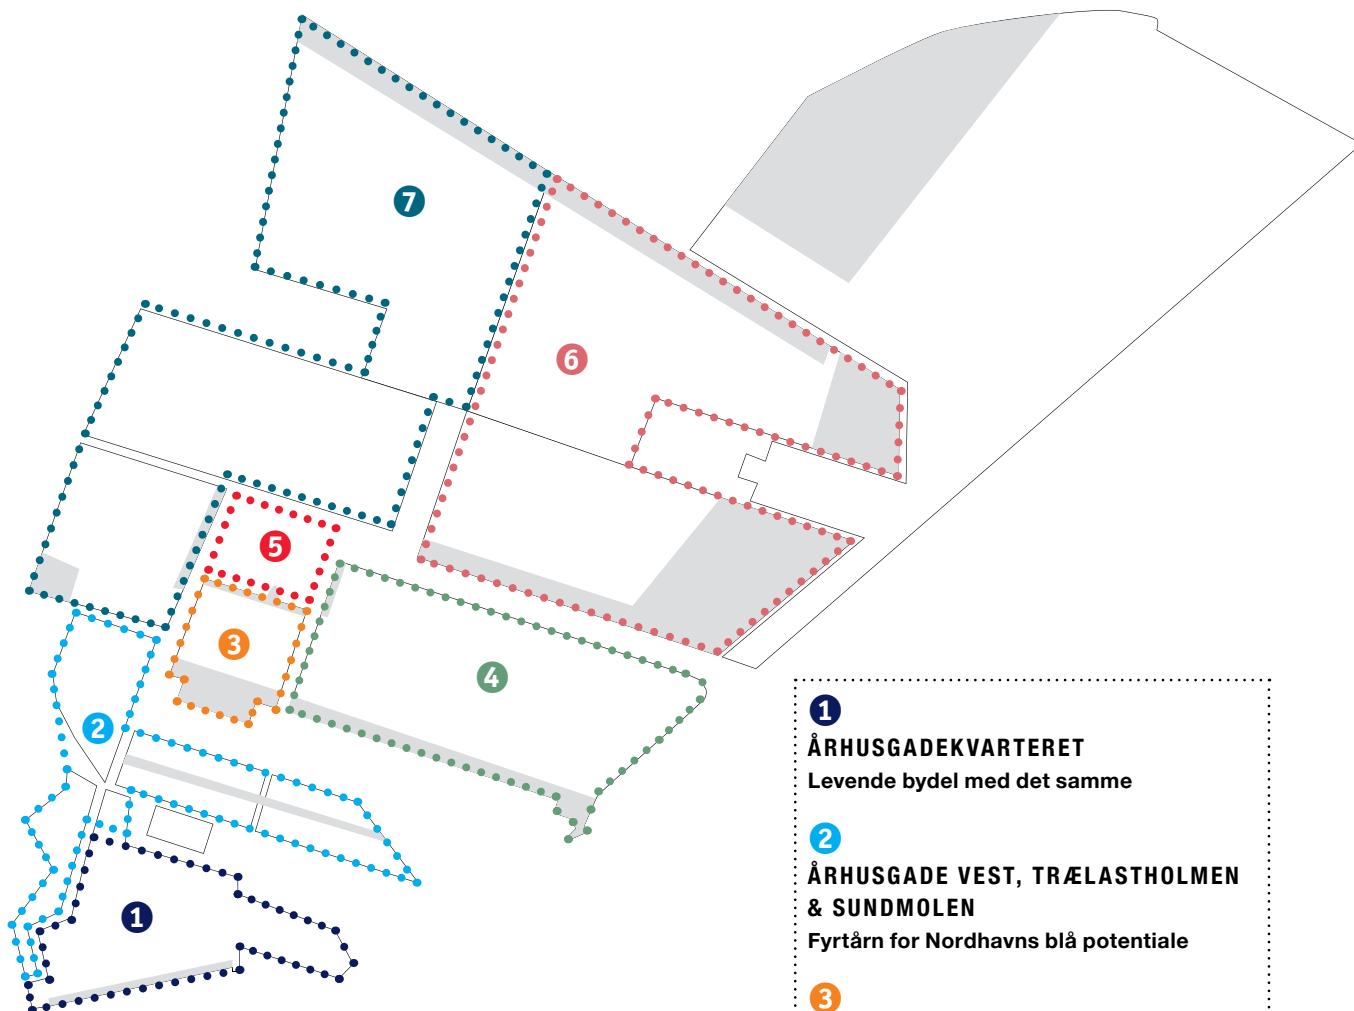 7
6
5
3
4
2
1
1
ÅRHUSGADEKVARTERET
Levende bydel med det samme
2
ÅRHUSGADE VEST, TRÆLASTHOLMEN
& SUNDMOLEN
Fyrtårn for Nordhavns blå potentiale
3